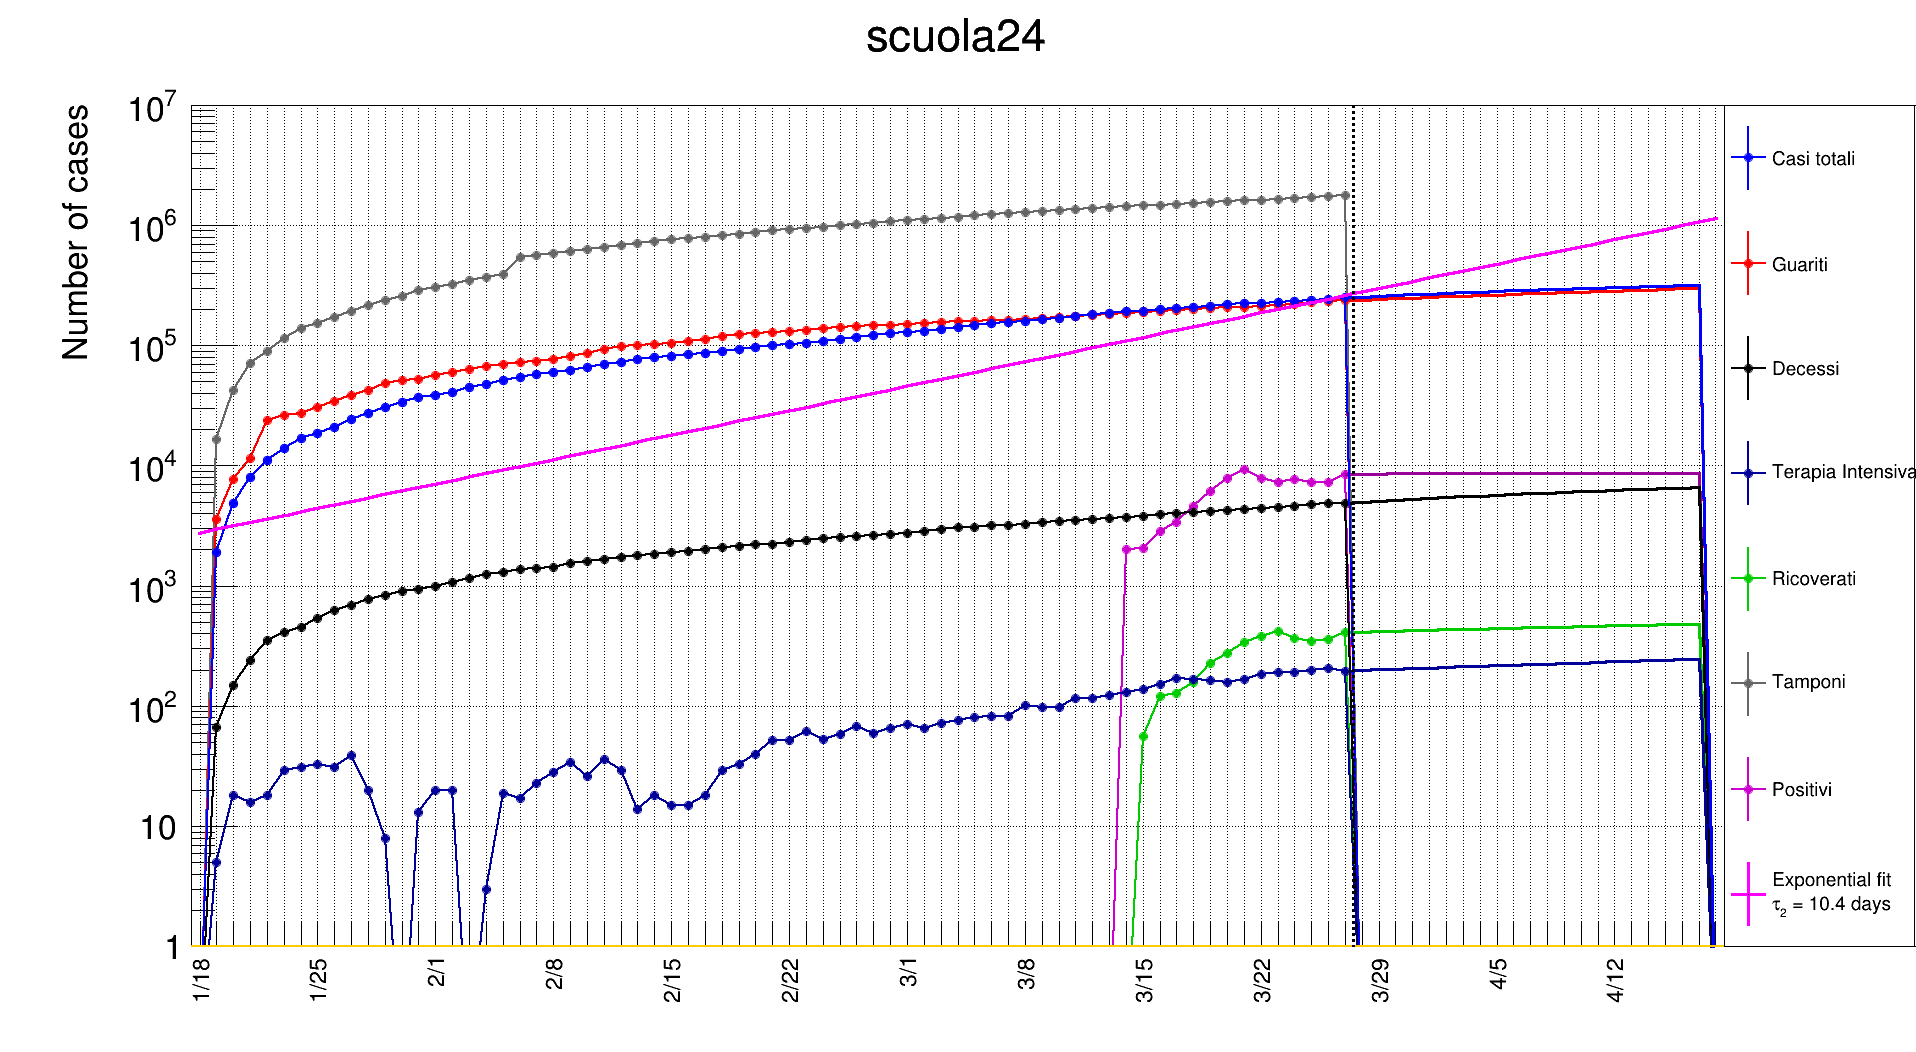 scuola24
Number of cases
10^7
10^6
10^5
10^4
10^3
10^2
10
1
1/18
1/25
2/1
2/8
2/15
2/22
3/1
3/8
3/15
3/22
3/29
4/5
4/12
Casi totali
Guariti
Decessi
Terapia Intensiva
Ricoverati
Tamponi
Positivi
Exponential fit
τ₂ = 10.4 days